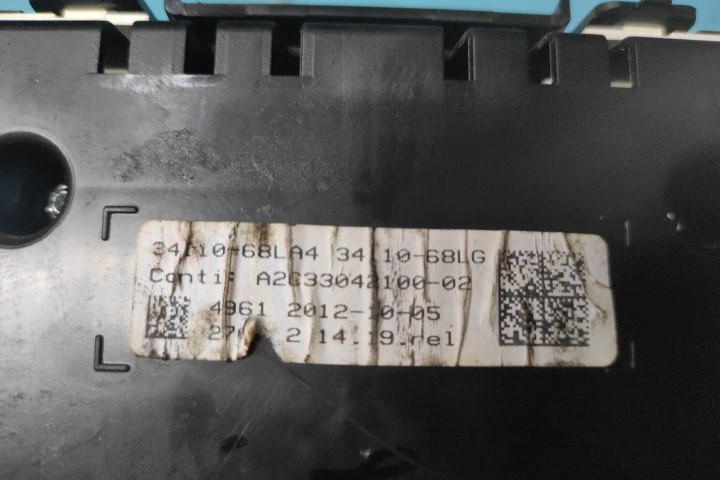 34110-68LA4 34110-68LG
Conti: A2C33042100-02
4961 2012-10-05
2 14.19.rel